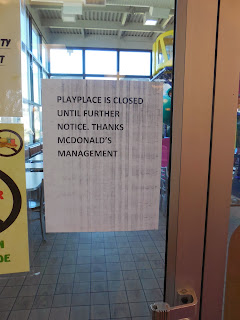 PLAYPLACE IS CLOSED
UNTIL FURTHER
NOTICE. THANKS
MCDONALD'S
MANAGEMENT